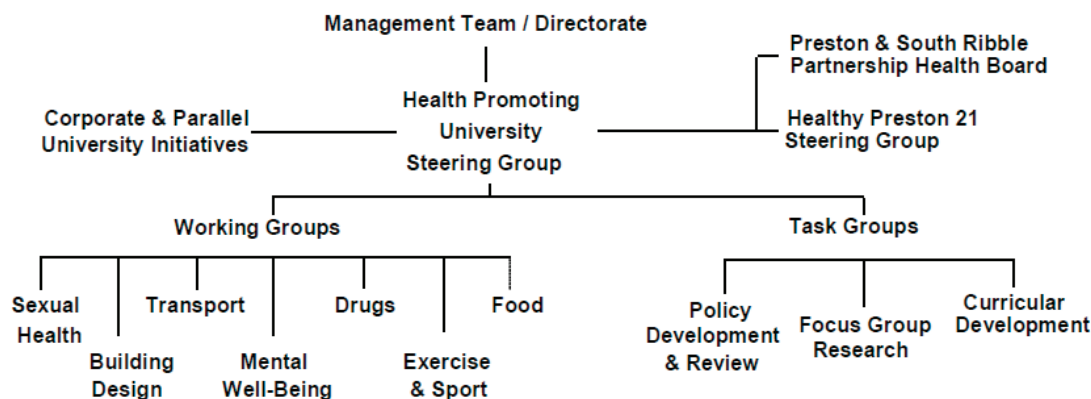 Management Team / Directorate
Preston & South Ribble
Partnership Health Board
Health Promoting
University
Steering Group
Corporate & Parallel
University Initiatives
Healthy Preston 21
Steering Group
Working Groups
Task Groups
Sexual
Health
Building
Design
Transport
Mental
Well-Being
Drugs
Exercise
& Sport
Food
Policy
Development
& Review
Focus Group
Research
Curricular
Development